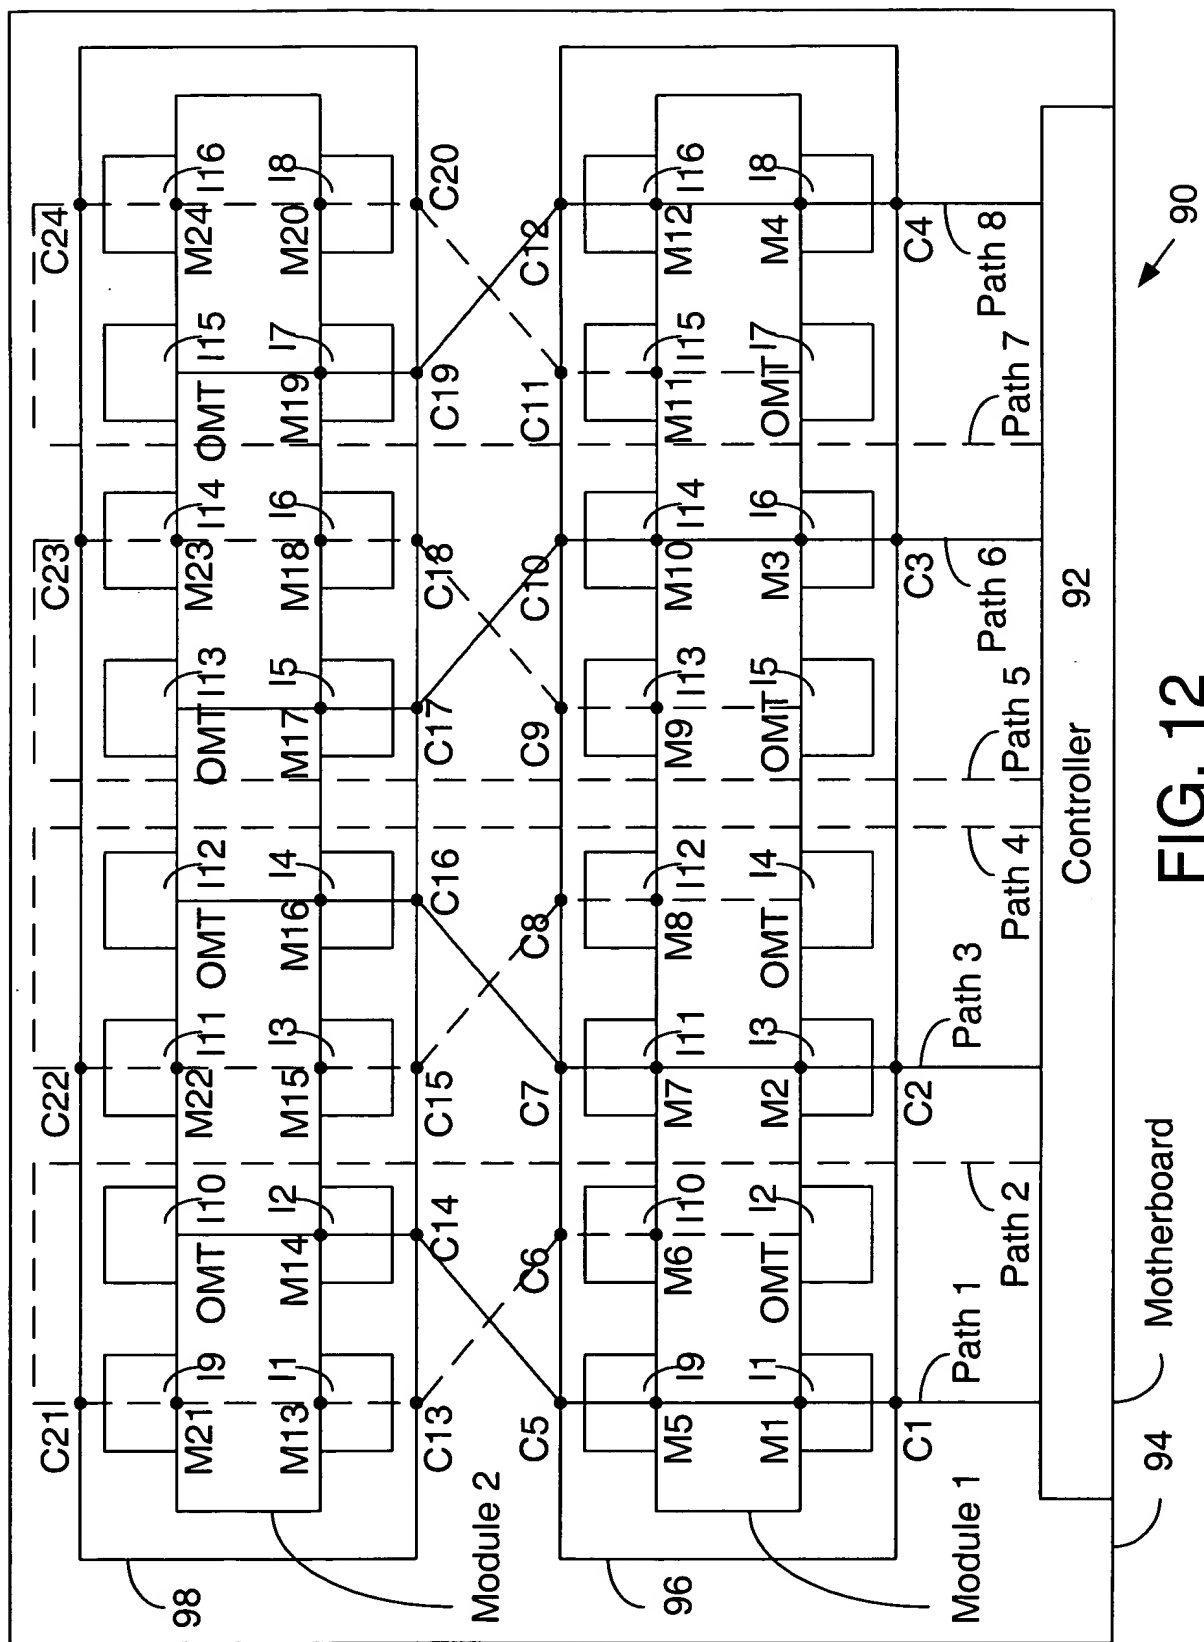 C21 C22 C23 C24
I9 I10 I11 I12 I13 I14 I15 I16
98 M21 OMT M22 OMT OMT M23 OMT M24
I1 I2 I3 I4 I5 I6 I7 I8
M13 M14 M15 M16 M17 M18 M19 M20
C13 C14 C15 C16 C17 C18 C19 C20
Module 2
C5 C6 C7 C8 C9 C10 C11 C12
96 M5 M6 M7 M8 M9 M10 M11 M12
I9 I10 I11 I12 I13 I14 I15 I16
I1 I2 I3 I4 I5 I6 I7 I8
M1 OMT M2 OMT OMT M3 OMT M4
C1 C2 C3 C4
Module 1 Path 1 Path 3 Path 6 Path 8
Path 2 Path 4 Path 5 Path 7
Controller 92
94 Motherboard 90
FIG. 12